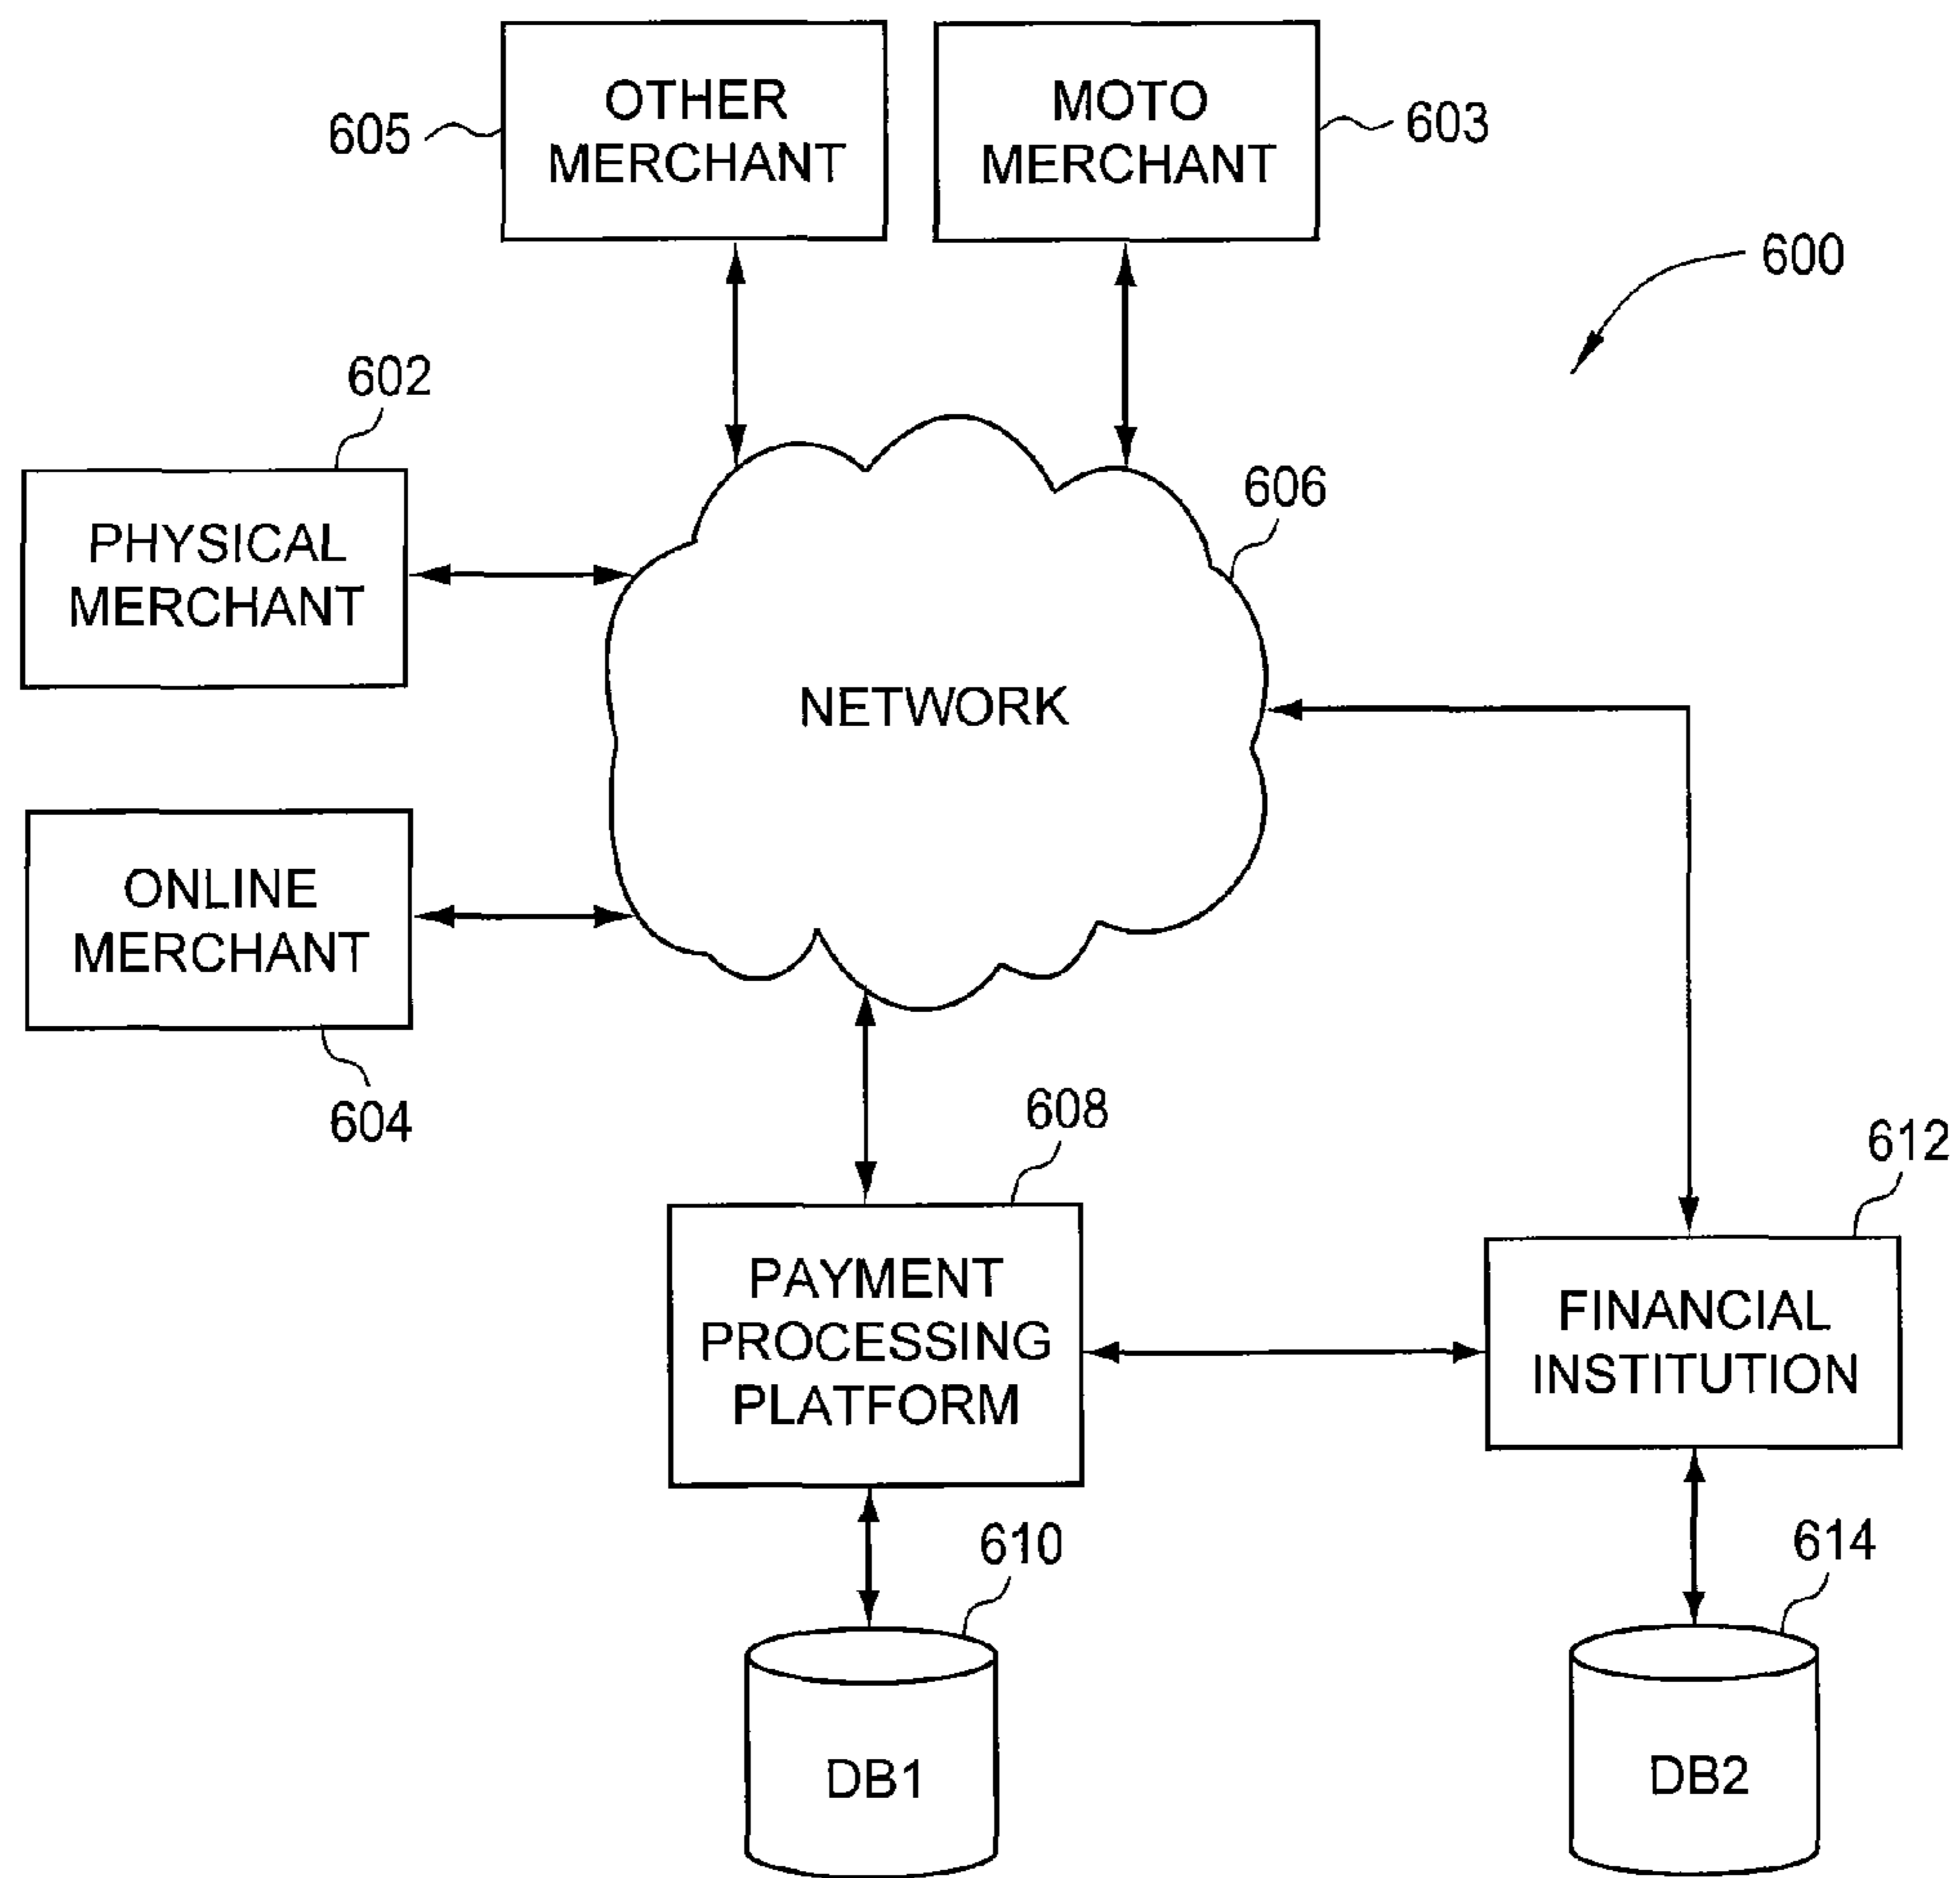 OTHER
MERCHANT
605
MOTO
MERCHANT
603
600
602
PHYSICAL
MERCHANT
606
NETWORK
ONLINE
MERCHANT
604
608
612
PAYMENT
PROCESSING
PLATFORM
FINANCIAL
INSTITUTION
610
614
DB1
DB2